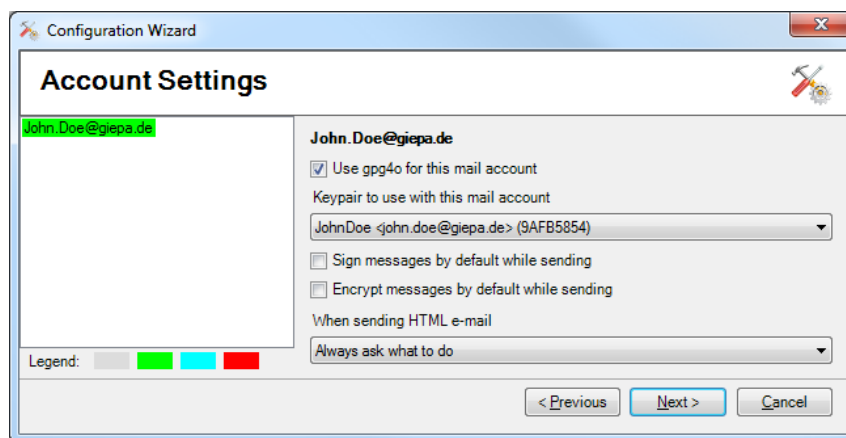 Configuration Wizard
Account Settings
John.Doe@giepa.de
John.Doe@giepa.de
Use gpg4o for this mail account
Keypair to use with this mail account
JohnDoe <john.doe@giepa.de> (9AFB5854)
Sign messages by default while sending
Encrypt messages by default while sending
When sending HTML e-mail
Always ask what to do
Legend:
< Previous Next > Cancel